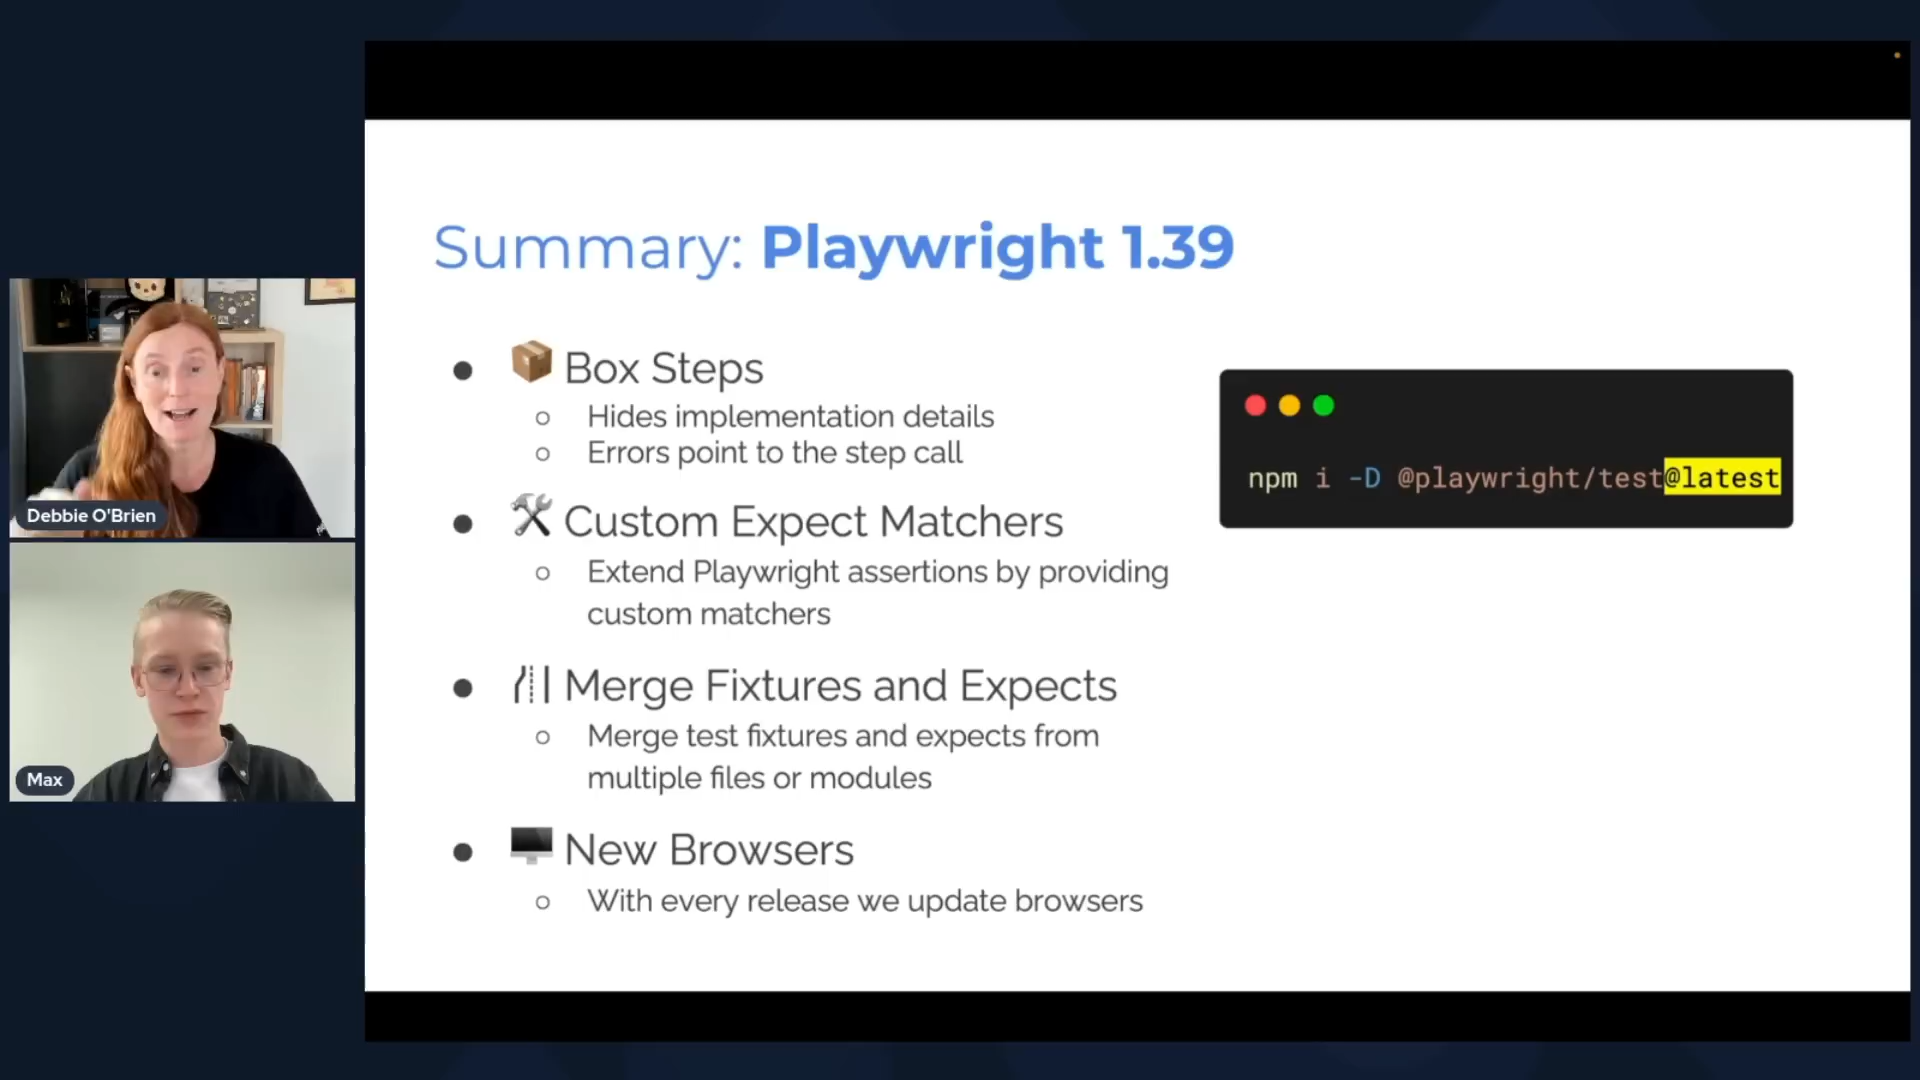 Summary: Playwright 1.39
Box Steps
Hides implementation details
Errors point to the step call
Custom Expect Matchers
Extend Playwright assertions by providing
custom matchers
Merge Fixtures and Expects
Merge test fixtures and expects from
multiple files or modules
New Browsers
With every release we update browsers
npm i -D @playwright/test@latest
Debbie O'Brien
Max